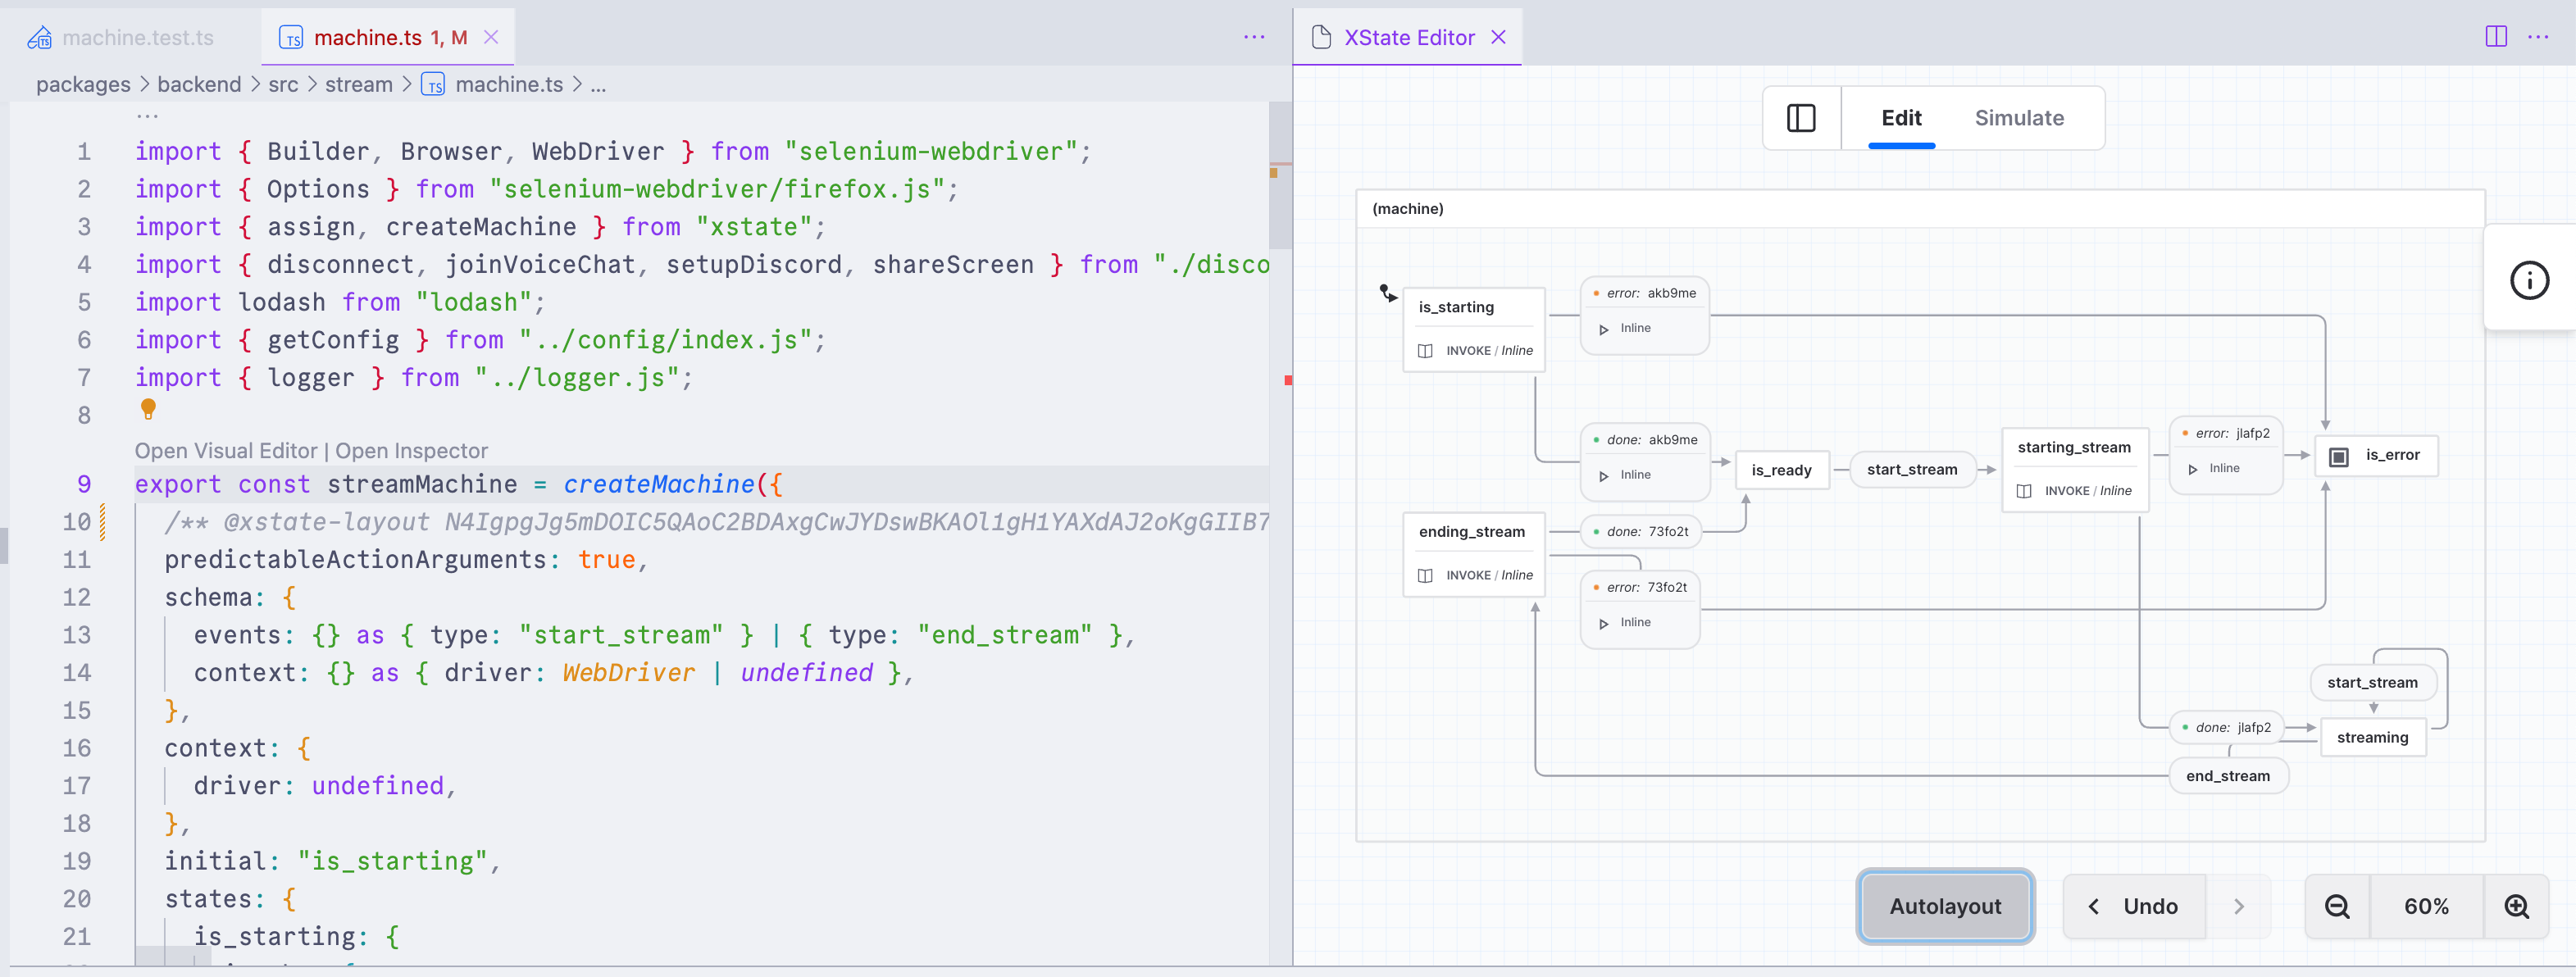 machine.test.ts
machine.ts 1, M
packages > backend > src > stream > machine.ts > ...
...
1 import { Builder, Browser, WebDriver } from "selenium-webdriver";
2 import { Options } from "selenium-webdriver/firefox.js";
3 import { assign, createMachine } from "xstate";
4 import { disconnect, joinVoiceChat, setupDiscord, shareScreen } from "./disco
5 import lodash from "lodash";
6 import { getConfig } from "../config/index.js";
7 import { logger } from "../logger.js";
8
Open Visual Editor | Open Inspector
9 export const streamMachine = createMachine({
10 /** @xstate-layout
11 predictableActionArguments: true,
12 schema: {
13 events: {} as { type: "start_stream" } | { type: "end_stream" },
14 context: {} as { driver: WebDriver | undefined },
15 },
16 context: {
17 driver: undefined,
18 },
19 initial: "is_starting",
20 states: {
21 is_starting: {
XState Editor
Edit
Simulate
(machine)
is_starting
INVOKE / Inline
error: akb9me
Inline
done: akb9me
Inline
is_ready
start_stream
starting_stream
INVOKE / Inline
error: jlafp2
Inline
is_error
ending_stream
INVOKE / Inline
done: 73fo2t
error: 73fo2t
Inline
start_stream
done: jlafp2
streaming
end_stream
Autolayout
Undo
60%